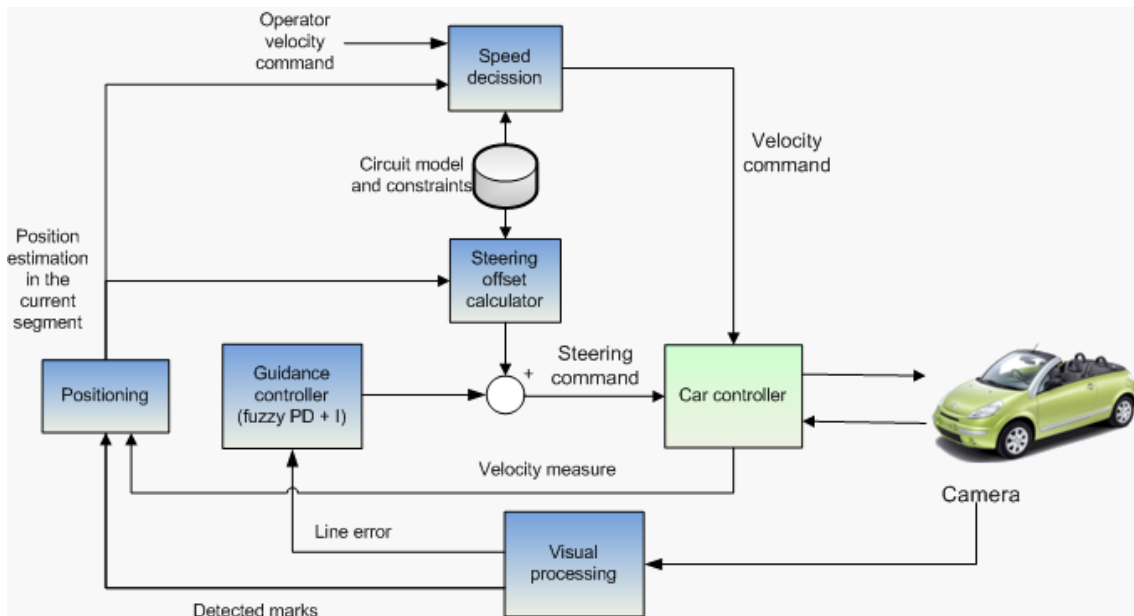 Operator
velocity
command
Speed
decission
Velocity
command
Circuit model
and constraints
Position
estimation
in the
current
segment
Steering
offset
calculator
Positioning
Guidance
controller
(fuzzy PD + I)
+
Steering
command
Car controller
Velocity measure
Camera
Line error
Visual
processing
Detected marks